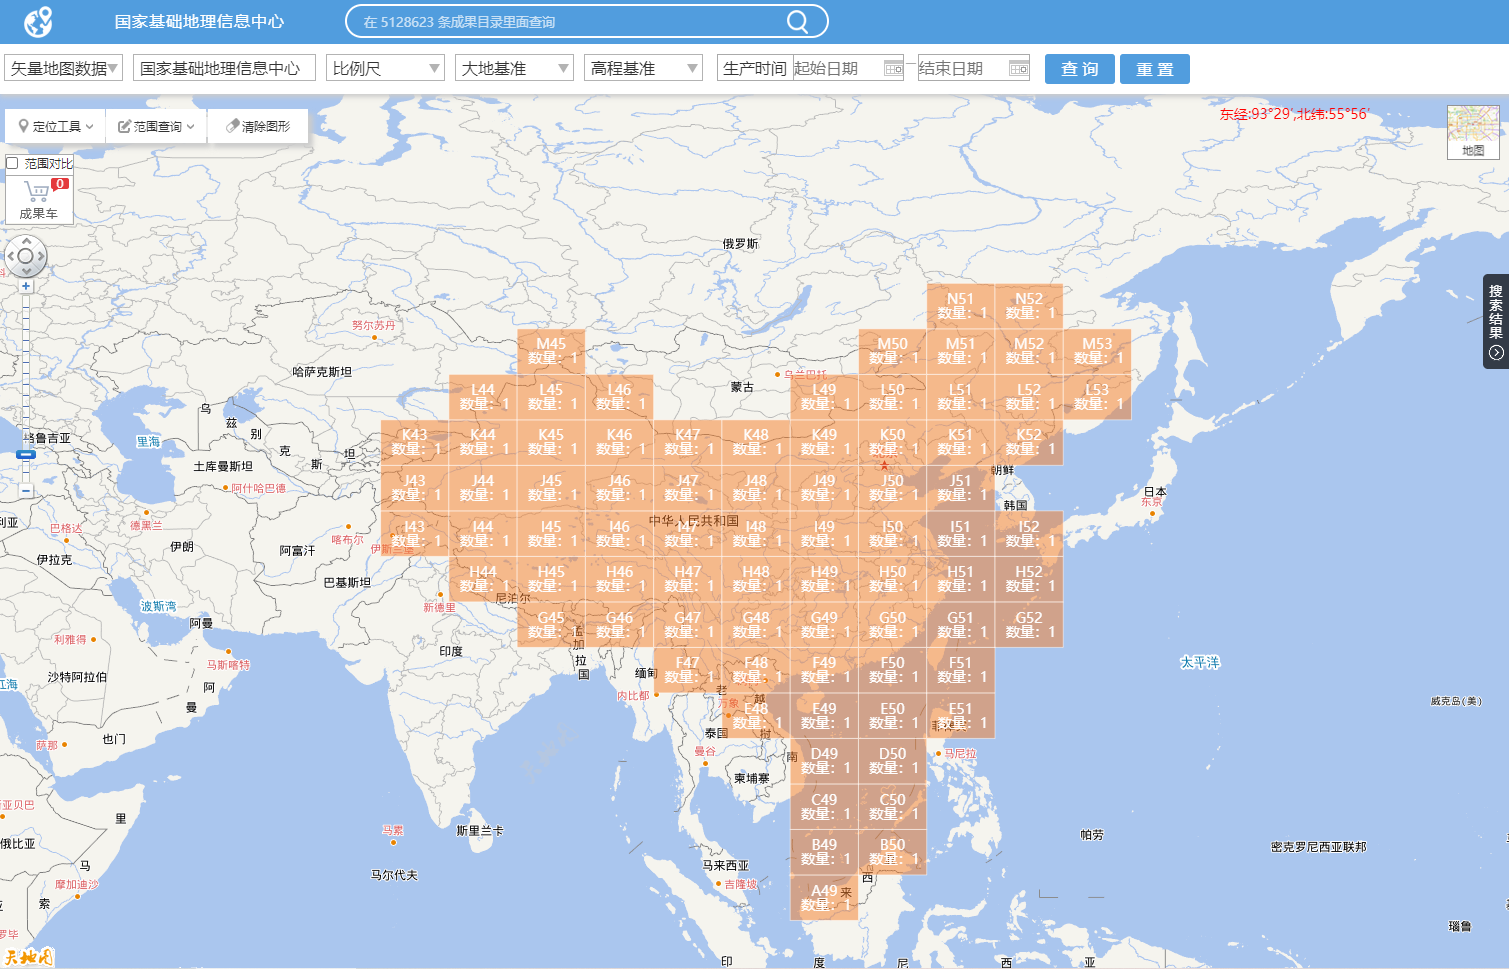 国家基础地理信息中心
在 5128623 条成果目录里面查询
矢量地图数据
国家基础地理信息中心
比例尺
大地基准
高程基准
生产时间 起始日期
结束日期
查 询
重 置
定位工具
范围查询
清除图形
东经:93°29′,北纬:55°56′
地图
范围对比
0
成果车
俄罗斯
搜索结果
N51
数量：1
N52
数量：1
努尔苏丹
M45
数量：1
M50
数量：1
M51
数量：1
M52
数量：1
M53
数量：1
哈萨克斯坦
乌兰巴托
蒙古
L44
数量：1
L45
数量：1
L46
数量：1
L49
数量：1
L50
数量：1
L51
数量：1
L52
数量：1
L53
数量：1
乌
兹
别
克
斯
坦
格鲁吉亚
里海
K43
数量：1
K44
数量：1
K45
数量：1
K46
数量：1
K47
数量：1
K48
数量：1
K49
数量：1
K50
数量：1
K51
数量：1
K52
数量：1
土库曼斯坦
朝鲜
阿什哈巴德
J43
数量：1
J44
数量：1
J45
数量：1
J46
数量：1
J47
数量：1
J48
数量：1
J49
数量：1
J50
数量：1
J51
数量：1
日本
东京
韩国
利亚
巴格达
德黑兰
中华人民共和国
I43
数量：1
I44
数量：1
I45
数量：1
I46
数量：1
I47
数量：1
I48
数量：1
I49
数量：1
I50
数量：1
I51
数量：1
I52
数量：1
喀布尔
伊斯兰堡
伊拉克
伊朗
阿富汗
巴基斯坦
H44
数量：1
H45
数量：1
H46
数量：1
H47
数量：1
H48
数量：1
H49
数量：1
H50
数量：1
H51
数量：1
H52
数量：1
尼泊尔
新德里
波斯湾
阿曼
G45
数量：1
G46
数量：1
G47
数量：1
G48
数量：1
G49
数量：1
G50
数量：1
G51
数量：1
G52
数量：1
利雅得
孟加拉国
印度
马斯喀特
太平洋
F47
数量：1
F48
数量：1
F49
数量：1
F50
数量：1
F51
数量：1
缅甸
沙特阿拉伯
红海
阿
曼
内比都
老
越
万象
威克岛(美)
E48
数量：1
E49
数量：1
E50
数量：1
E51
数量：1
菲律宾
泰国
也门
萨那
曼谷
南
D49
数量：1
D50
数量：1
马尼拉
柬埔寨
亚贝巴
里
C49
数量：1
C50
数量：1
马累
斯里兰卡
帕劳
俄比亚
密克罗尼西亚联邦
B49
数量：1
B50
数量：1
马
马来西亚
马尔代夫
西
摩加迪沙
吉隆坡
A49
数量：1
来
索
瑙鲁
罗毕
天地图
印
度
尼
西
亚